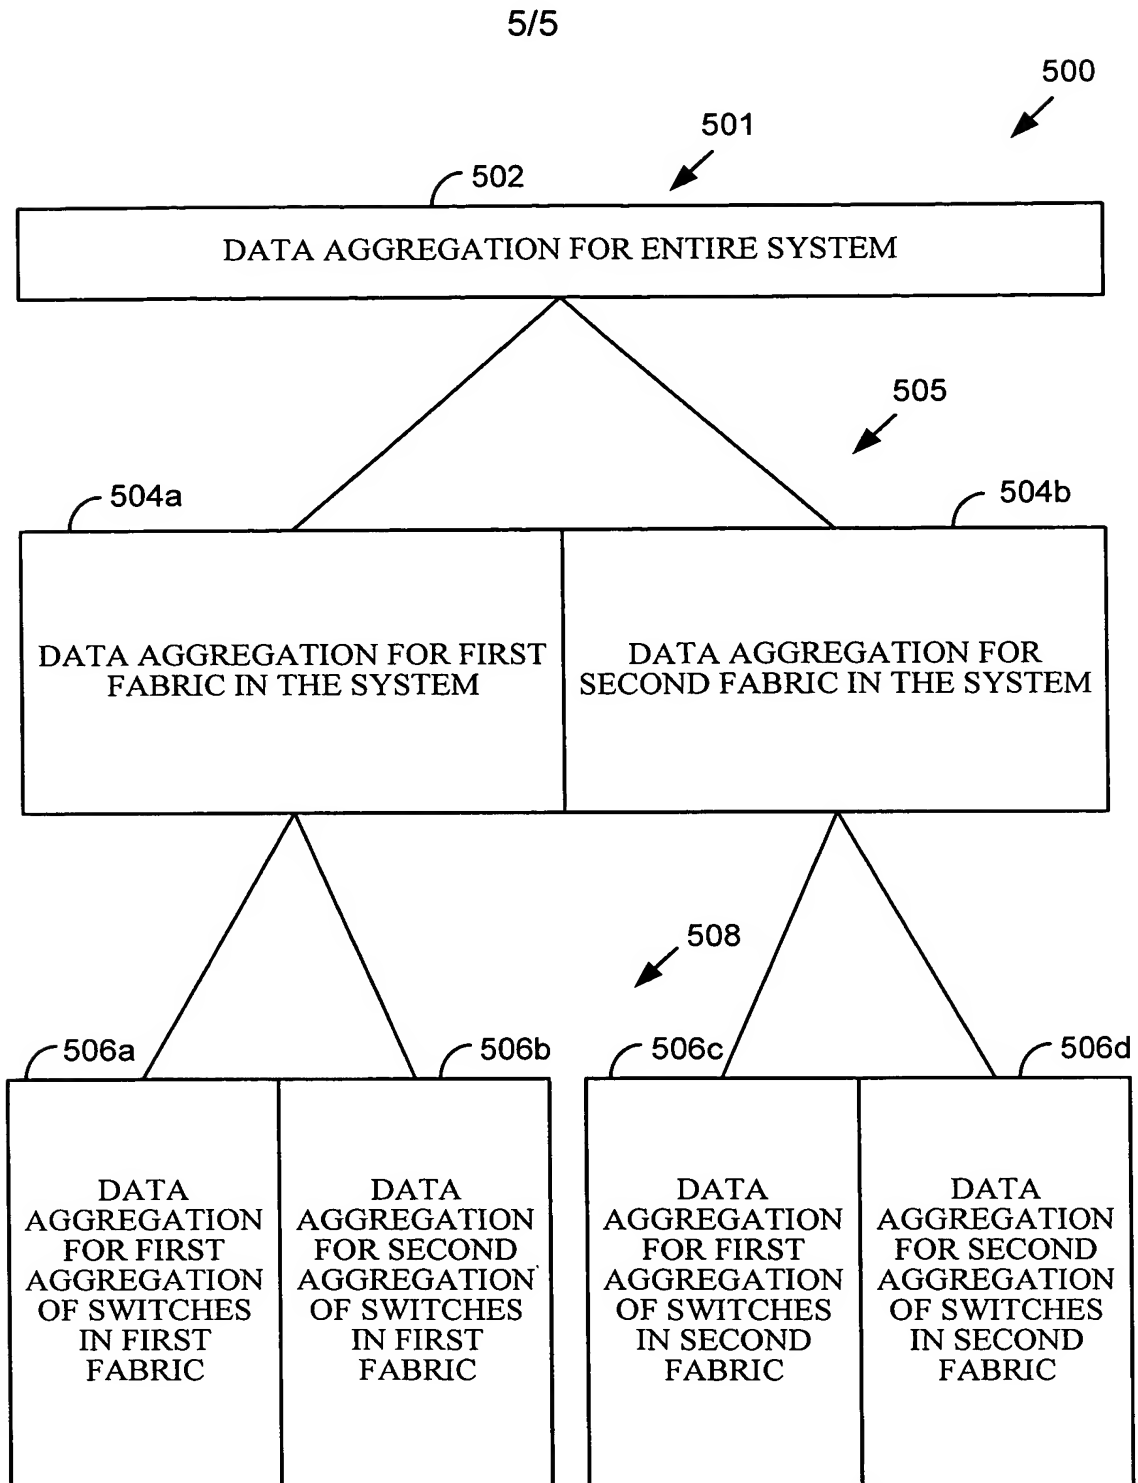 5/5
500
501
502
DATA AGGREGATION FOR ENTIRE SYSTEM
505
504a
504b
DATA AGGREGATION FOR FIRST
FABRIC IN THE SYSTEM
DATA AGGREGATION FOR
SECOND FABRIC IN THE SYSTEM
508
506a
506b
506c
506d
DATA
AGGREGATION
FOR FIRST
AGGREGATION
OF SWITCHES
IN FIRST
FABRIC
DATA
AGGREGATION
FOR SECOND
AGGREGATION
OF SWITCHES
IN FIRST
FABRIC
DATA
AGGREGATION
FOR FIRST
AGGREGATION
OF SWITCHES
IN SECOND
FABRIC
DATA
AGGREGATION
FOR SECOND
AGGREGATION
OF SWITCHES
IN SECOND
FABRIC